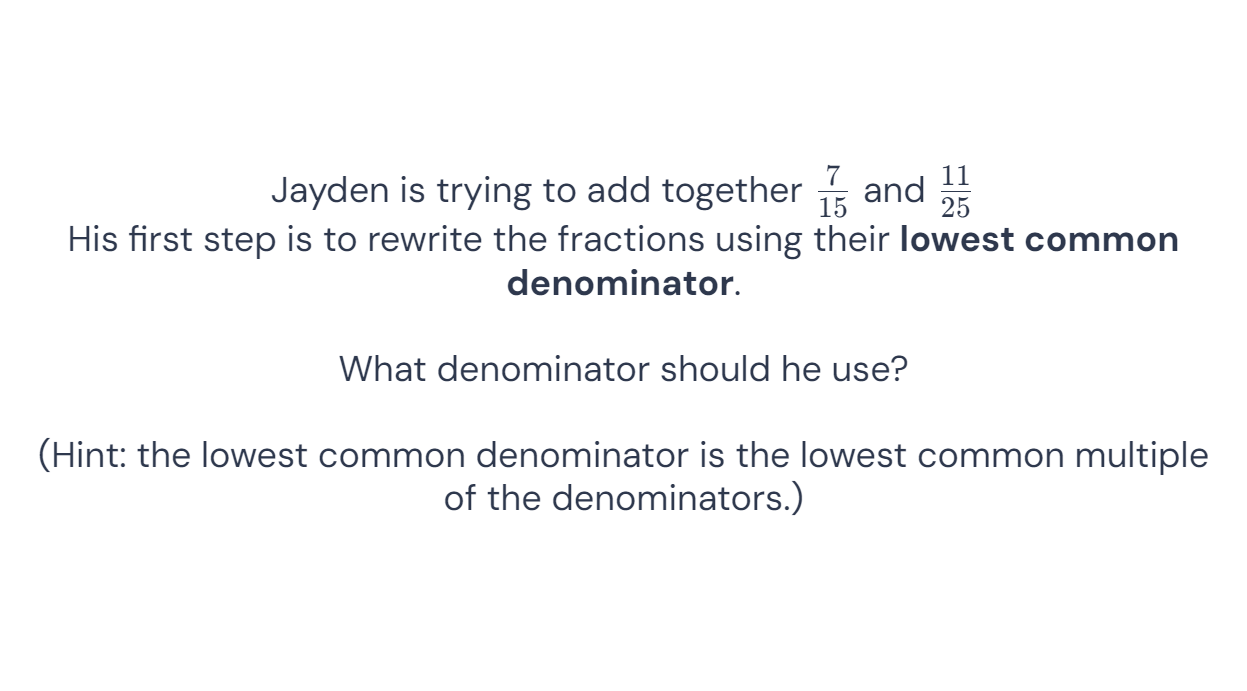 Jayden is trying to add together 7/15 and 11/25
His first step is to rewrite the fractions using their lowest common
denominator.
What denominator should he use?
(Hint: the lowest common denominator is the lowest common multiple
of the denominators.)